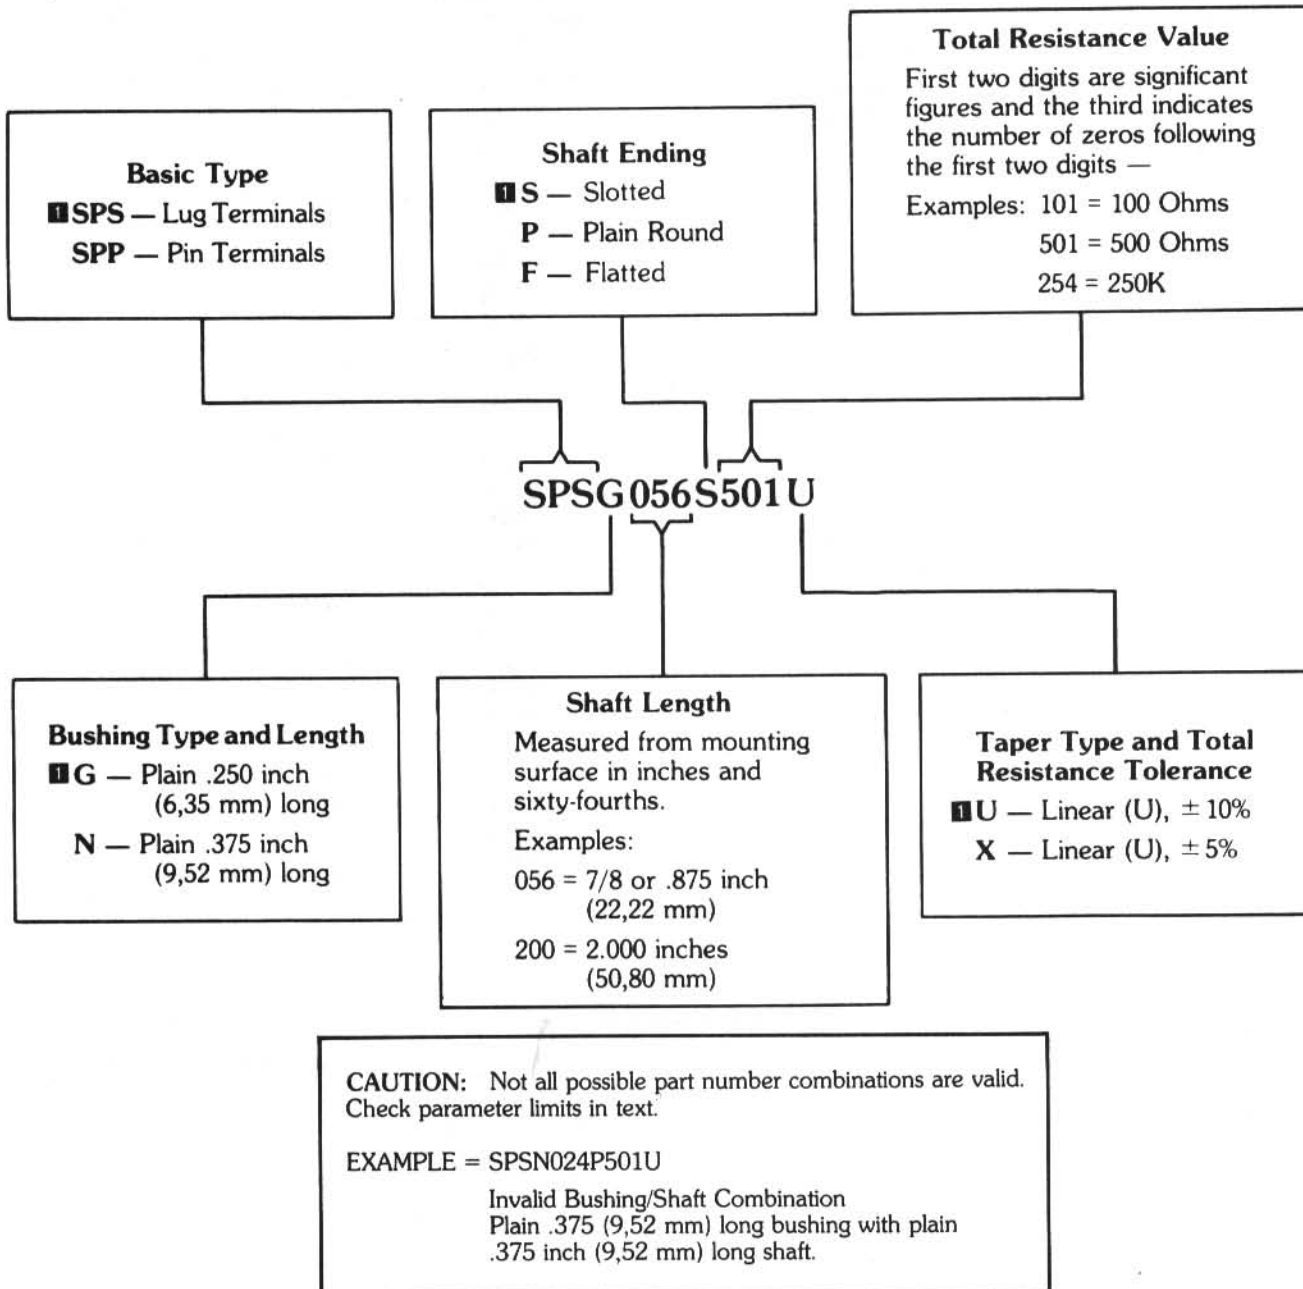 Total Resistance Value
First two digits are significant
figures and the third indicates
the number of zeros following
the first two digits —
Examples: 101 = 100 Ohms
501 = 500 Ohms
254 = 250K
Basic Type
1 SPS — Lug Terminals
SPP — Pin Terminals
Shaft Ending
1 S — Slotted
P — Plain Round
F — Flatted
SPSG056S501U
Bushing Type and Length
1 G — Plain .250 inch
(6,35 mm) long
N — Plain .375 inch
(9,52 mm) long
Shaft Length
Measured from mounting
surface in inches and
sixty-fourths.
Examples:
056 = 7/8 or .875 inch
(22,22 mm)
200 = 2.000 inches
(50,80 mm)
Taper Type and Total
Resistance Tolerance
1 U — Linear (U), ± 10%
X — Linear (U), ± 5%
CAUTION: Not all possible part number combinations are valid.
Check parameter limits in text.
EXAMPLE = SPSN024P501U
Invalid Bushing/Shaft Combination
Plain .375 (9,52 mm) long bushing with plain
.375 inch (9,52 mm) long shaft.